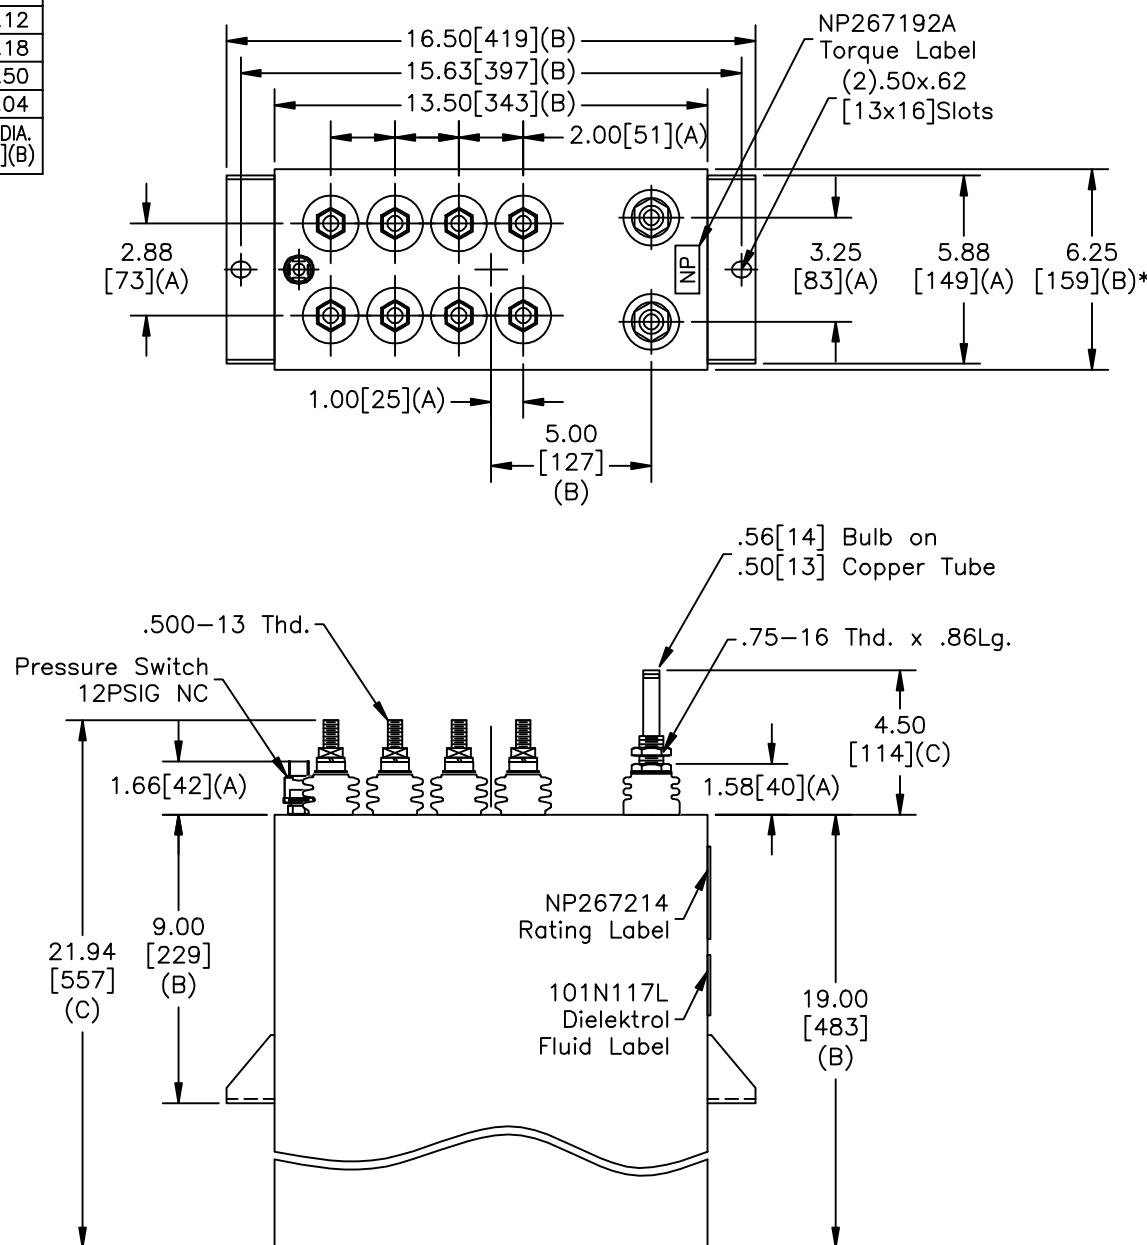 .12
.18
.50
.04
DIA.
](B)
16.50[419](B)
15.63[397](B)
13.50[343](B)
2.00[51](A)
NP267192A
Torque Label
(2).50x.62
[13x16]Slots
2.88
[73](A)
NP
3.25
[83](A)
5.88
[149](A)
6.25
[159](B)*
1.00[25](A)
5.00
[127]
(B)
.56[14] Bulb on
.50[13] Copper Tube
.500-13 Thd.
.75-16 Thd. x .86Lg.
Pressure Switch
12PSIG NC
4.50
[114](C)
1.66[42](A)
1.58[40](A)
NP267214
Rating Label
9.00
[229]
(B)
21.94
[557]
(C)
101N117L
Dielektrol
Fluid Label
19.00
[483]
(B)